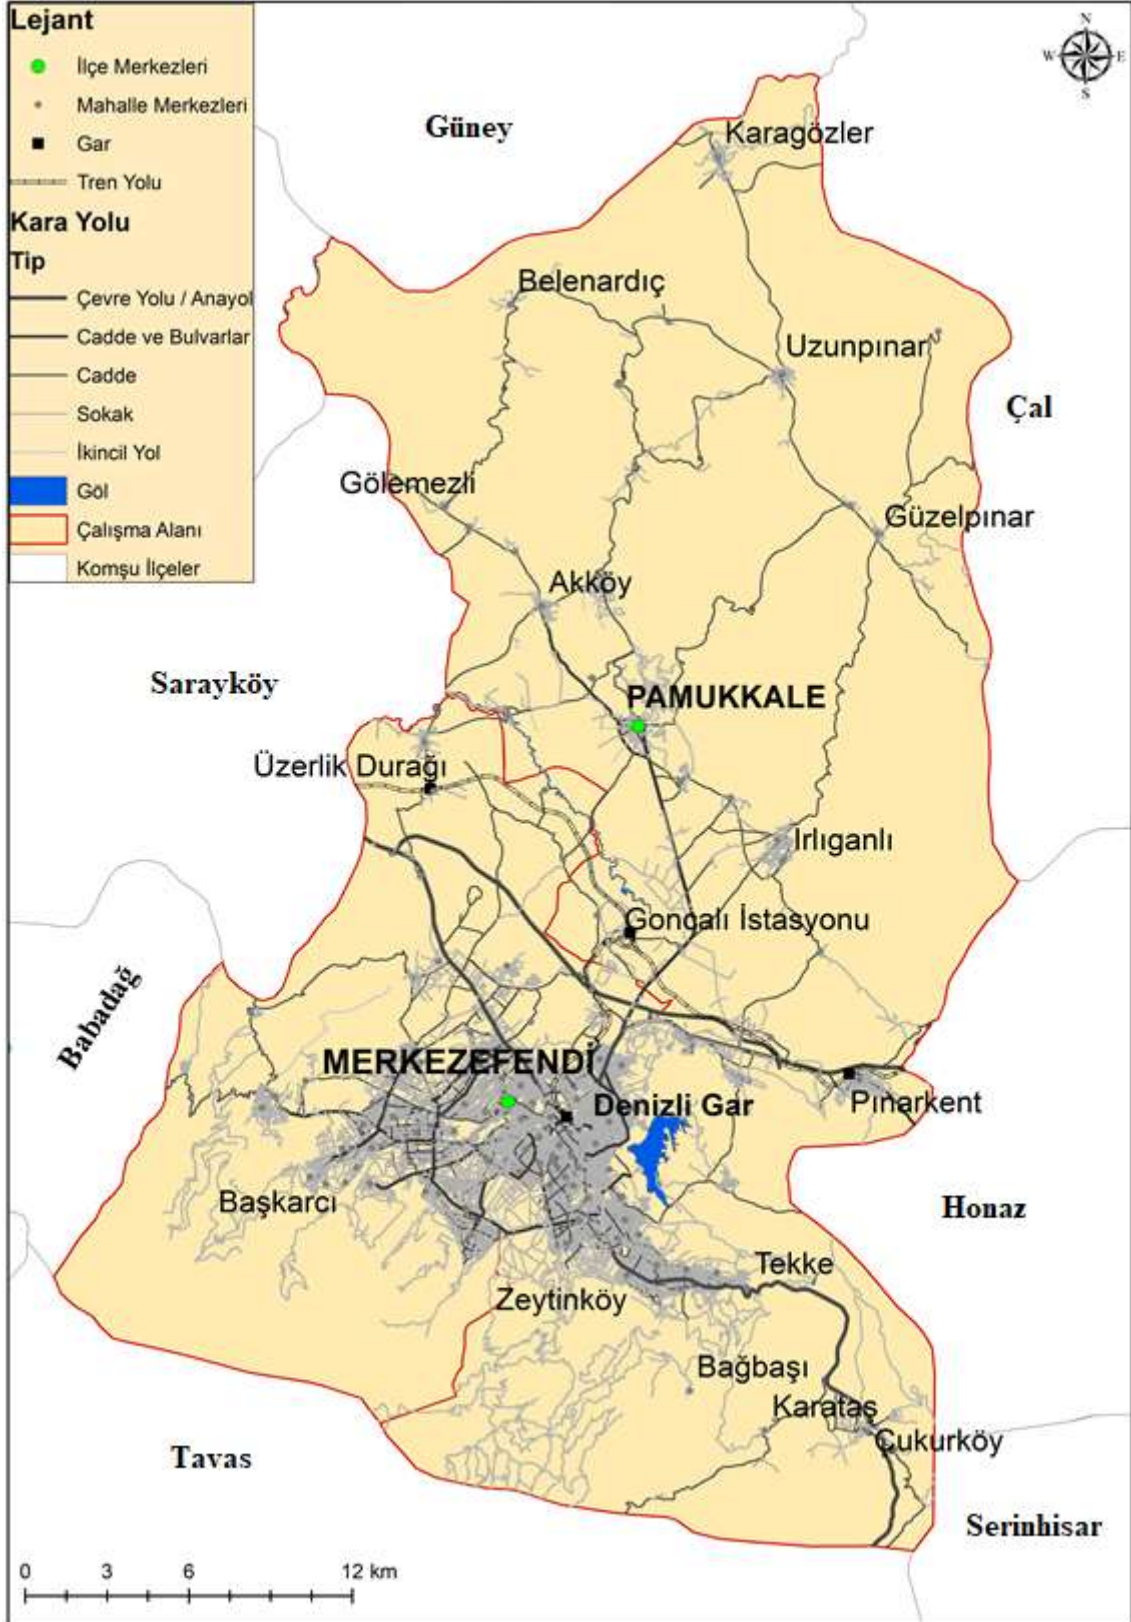 Lejant
İlçe Merkezleri
Mahalle Merkezleri
Gar
Tren Yolu
Kara Yolu
Tip
Çevre Yolu / Anayol
Cadde ve Bulvarlar
Cadde
Sokak
İkincil Yol
Göl
Çalışma Alanı
Komşu İlçeler
N
W E
S
Güney
Karagözler
Belenardıç
Uzunpınar
Çal
Gölemezli
Güzelpınar
Akköy
Sarayköy
PAMUKKALE
Üzerlik Durağı
Irlıganlı
Goncalı İstasyonu
Babadağ
MERKEZEFENDİ
Denizli Gar
Pınarkent
Başkarcı
Honaz
Tekke
Zeytinköy
Bağbaşı
Karataş
Çukurköy
Tavas
Serinhisar
0 3 6 12 km